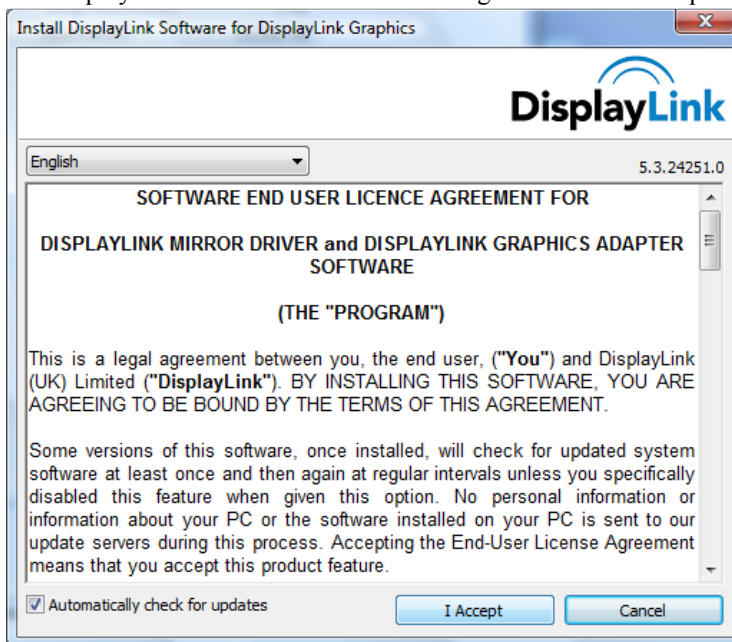 Install DisplayLink Software for DisplayLink Graphics
DisplayLink
English
5.3.24251.0
SOFTWARE END USER LICENCE AGREEMENT FOR
DISPLAYLINK MIRROR DRIVER and DISPLAYLINK GRAPHICS ADAPTER
SOFTWARE
(THE "PROGRAM")
This is a legal agreement between you, the end user, ("You") and DisplayLink
(UK) Limited ("DisplayLink"). BY INSTALLING THIS SOFTWARE, YOU ARE
AGREEING TO BE BOUND BY THE TERMS OF THIS AGREEMENT.
Some versions of this software, once installed, will check for updated system
software at least once and then again at regular intervals unless you specifically
disabled this feature when given this option. No personal information or
information about your PC or the software installed on your PC is sent to our
update servers during this process. Accepting the End-User License Agreement
means that you accept this product feature.
Automatically check for updates
I Accept
Cancel